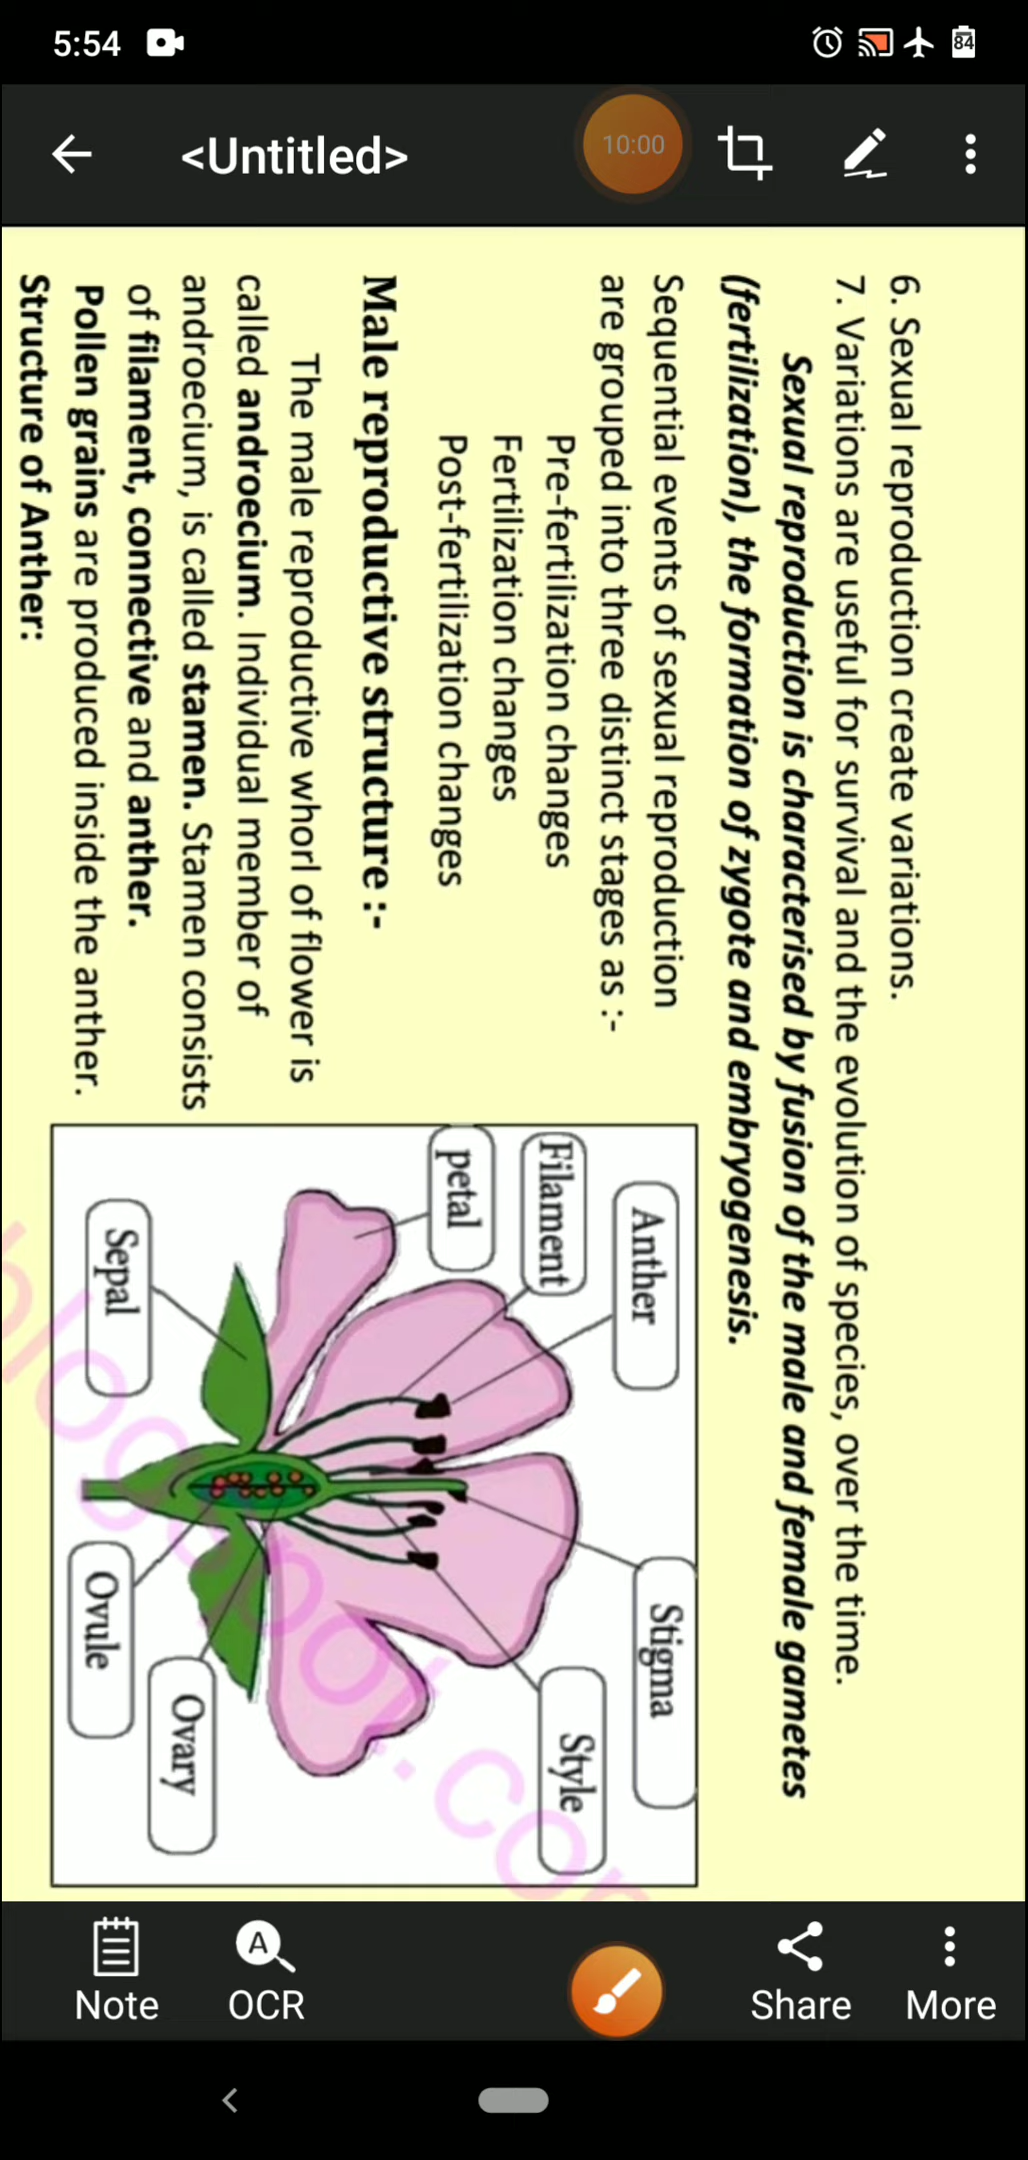 5:54
84
<Untitled>
10:00
6. Sexual reproduction create variations.
7. Variations are useful for survival and the evolution of species, over the time.
Sexual reproduction is characterised by fusion of the male and female gametes
(fertilization), the formation of zygote and embryogenesis.
Sequential events of sexual reproduction
are grouped into three distinct stages as :-
Pre-fertilization changes
Fertilization changes
Post-fertilization changes
Male reproductive structure :-
The male reproductive whorl of flower is
called androecium. Individual member of
androecium, is called stamen. Stamen consists
of filament, connective and anther.
Pollen grains are produced inside the anther.
Structure of Anther:
Anther
Filament
petal
Sepal
Stigma
Style
Ovary
Ovule
Note
A
OCR
Share
More